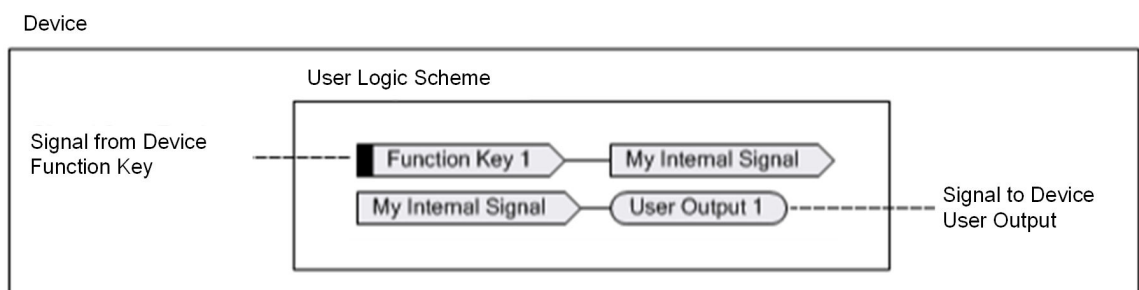 Device
User Logic Scheme
Signal from Device
Function Key
Function Key 1
My Internal Signal
My Internal Signal
User Output 1
Signal to Device
User Output